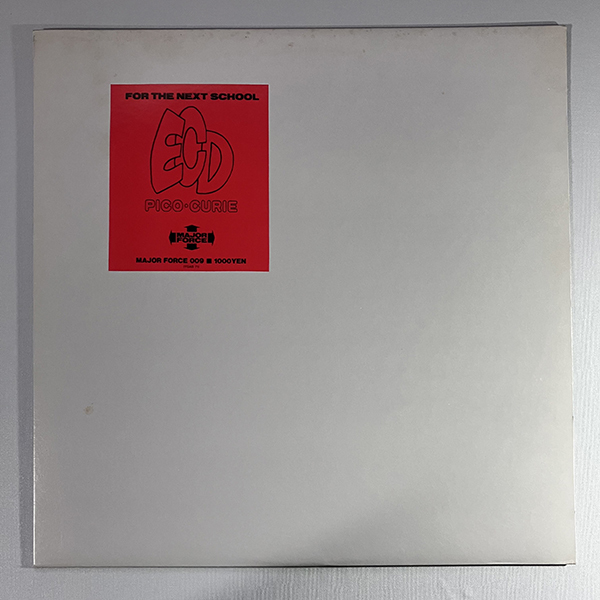 FOR THE NEXT SCHOOL
ECD
PICO•CURIE
MAJOR
FORCE
MAJOR FORCE 009 ■ 1000YEN